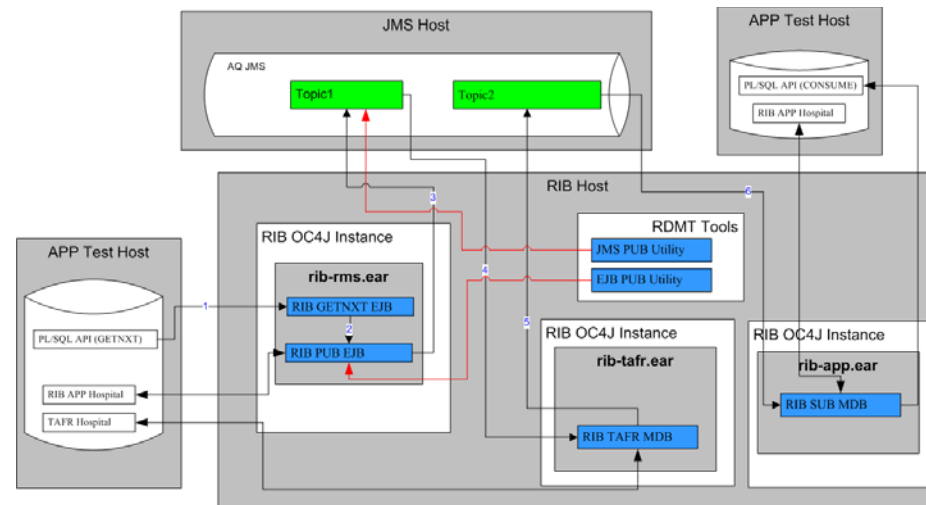 JMS Host
AQ JMS
Topic1
Topic2
APP Test Host
PL/SQL API (CONSUME)
RIB APP Hospital
RIB Host
3
6
RIB OC4J Instance
rib-rms.ear
RIB GETNXT EJB
2
RIB PUB EJB
RDMT Tools
JMS PUB Utility
EJB PUB Utility
4
5
APP Test Host
1
PL/SQL API (GETNXT)
RIB APP Hospital
TAFR Hospital
RIB OC4J Instance
rib-tafr.ear
RIB TAFR MDB
RIB OC4J Instance
rib-app.ear
RIB SUB MDB